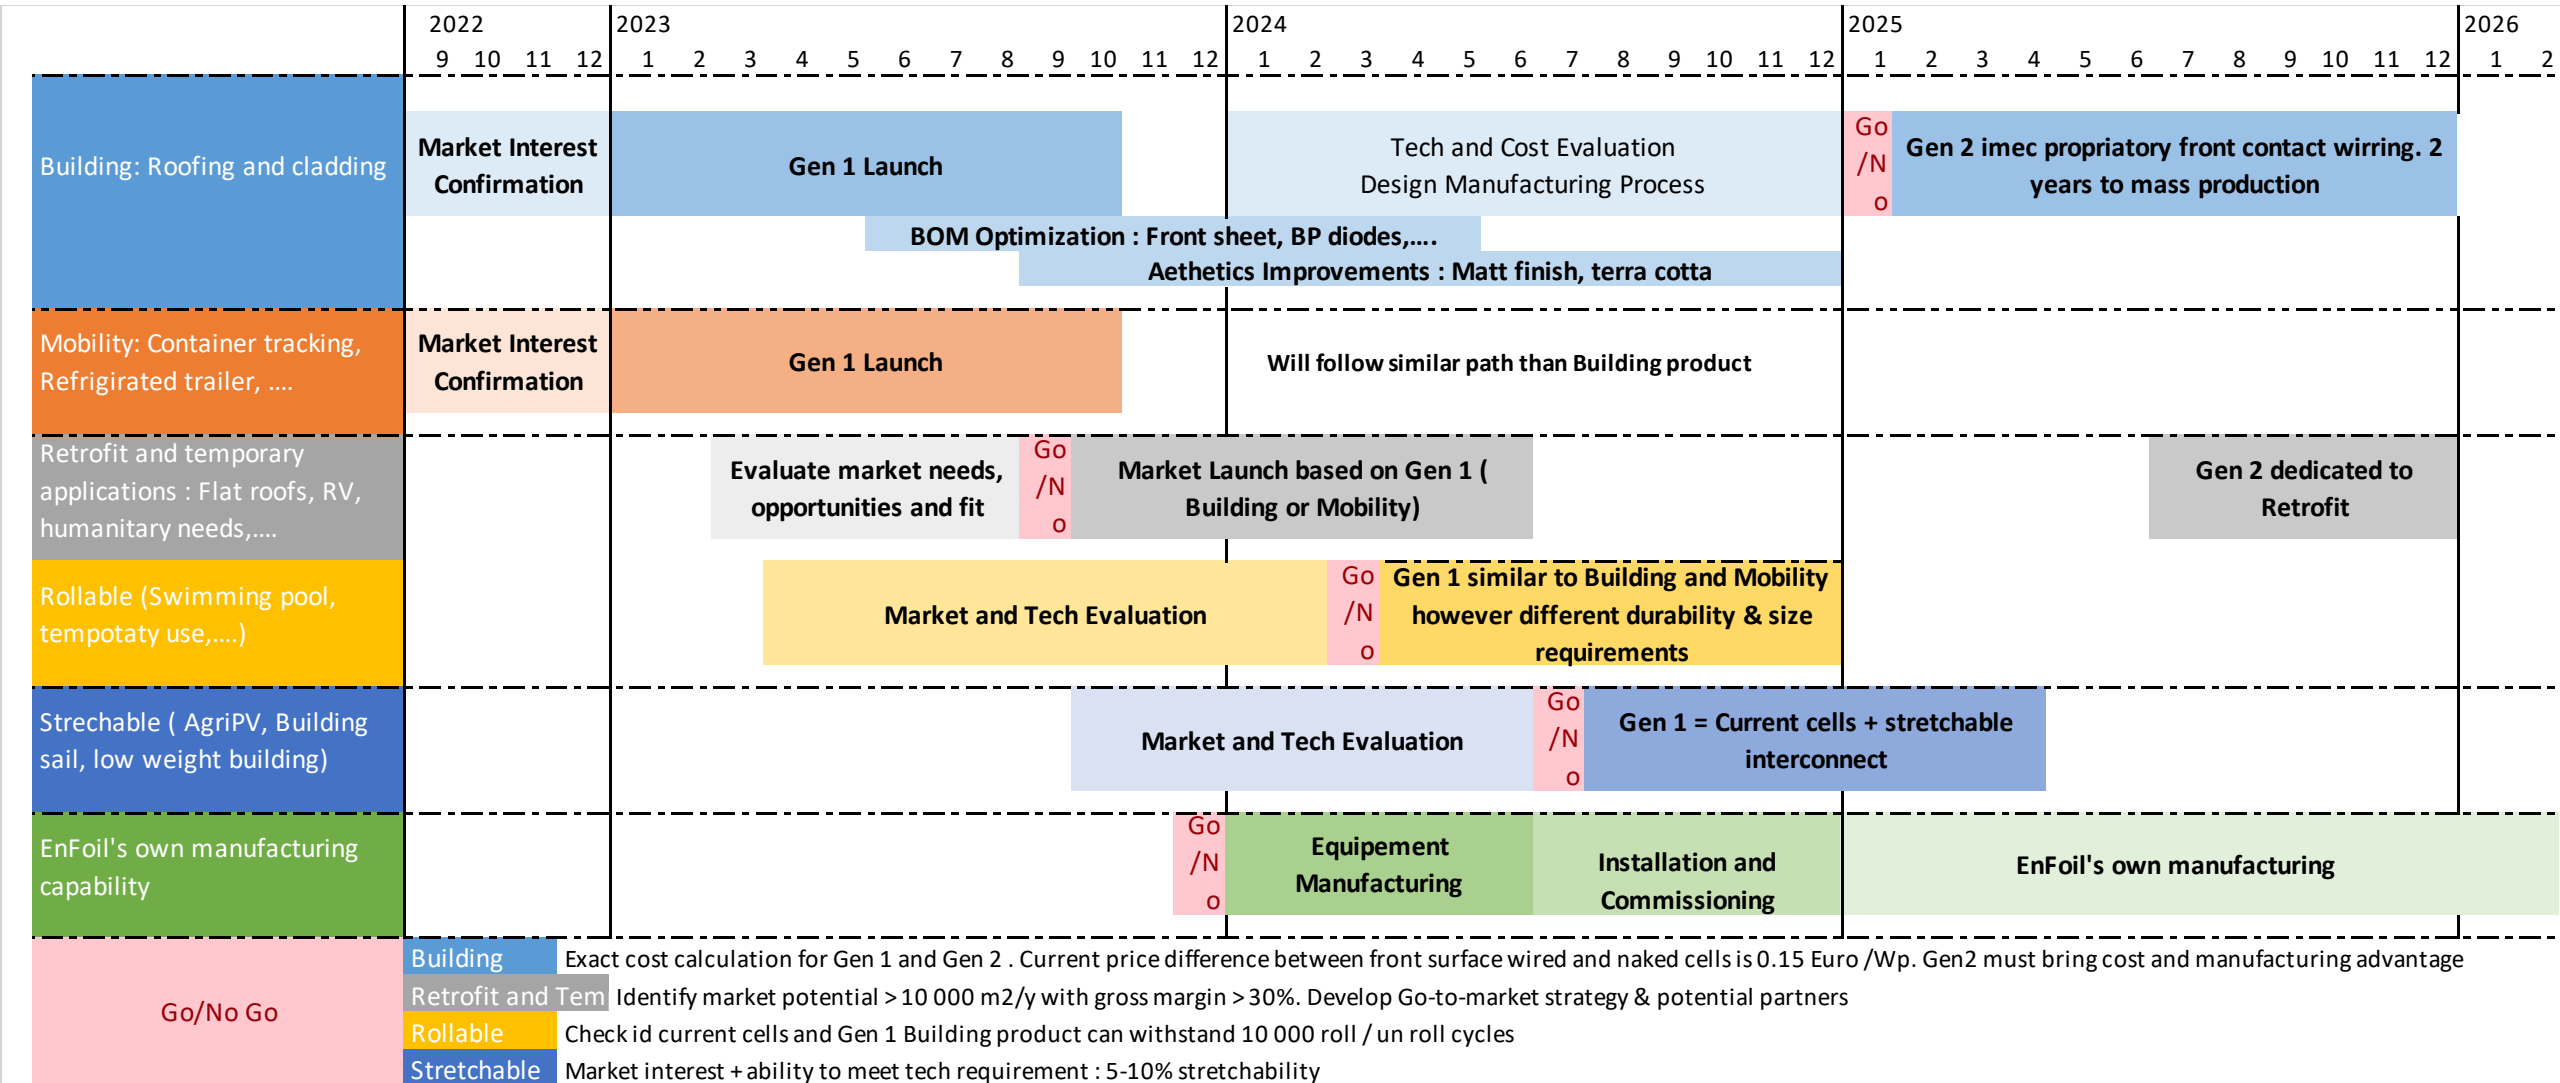 2022 2023 2024 2025 2026
9 10 11 12 1 2 3 4 5 6 7 8 9 10 11 12 1 2 3 4 5 6 7 8 9 10 11 12 1 2 3 4 5 6 7 8 9 10 11 12 1 2
Building: Roofing and cladding
Market Interest
Confirmation
Gen 1 Launch
Tech and Cost Evaluation
Design Manufacturing Process
Go
/N
o
Gen 2 imec propriatory front contact wirring. 2
years to mass production
BOM Optimization : Front sheet, BP diodes,....
Aethetics Improvements : Matt finish, terra cotta
Mobility: Container tracking,
Refrigirated trailer, ....
Market Interest
Confirmation
Gen 1 Launch
Will follow similar path than Building product
Retrofit and temporary
applications : Flat roofs, RV,
humanitary needs,....
Evaluate market needs,
opportunities and fit
Go
/N
o
Market Launch based on Gen 1 (
Building or Mobility)
Gen 2 dedicated to
Retrofit
Rollable (Swimming pool,
tempotaty use,....)
Market and Tech Evaluation
Go
/N
o
Gen 1 similar to Building and Mobility
however different durability & size
requirements
Strechable ( AgriPV, Building
sail, low weight building)
Market and Tech Evaluation
Go
/N
o
Gen 1 = Current cells + stretchable
interconnect
EnFoil's own manufacturing
capability
Go
/N
o
Equipement
Manufacturing
Installation and
Commissioning
EnFoil's own manufacturing
Go/No Go
Building Exact cost calculation for Gen 1 and Gen 2 . Current price difference between front surface wired and naked cells is 0.15 Euro /Wp. Gen2 must bring cost and manufacturing advantage
Retrofit and Tem Identify market potential > 10 000 m2/y with gross margin > 30%. Develop Go-to-market strategy & potential partners
Rollable Check id current cells and Gen 1 Building product can withstand 10 000 roll / un roll cycles
Stretchable Market interest + ability to meet tech requirement : 5-10% stretchability